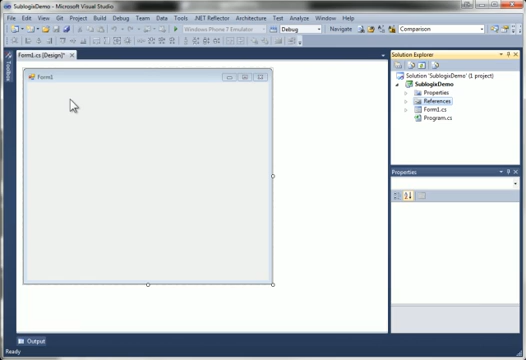 SublogixDemo - Microsoft Visual Studio
File Edit View Project Build Debug Team Data Tools .NET Reflector Architecture Test Analyze Window Help
Windows Phone 7 Emulator Debug Navigate Comparison
Form1.cs [Design]*
Toolbox
Form1
Solution Explorer
Solution 'SublogixDemo' (1 project)
SublogixDemo
Properties
References
Form1.cs
Program.cs
Properties
Output
Ready